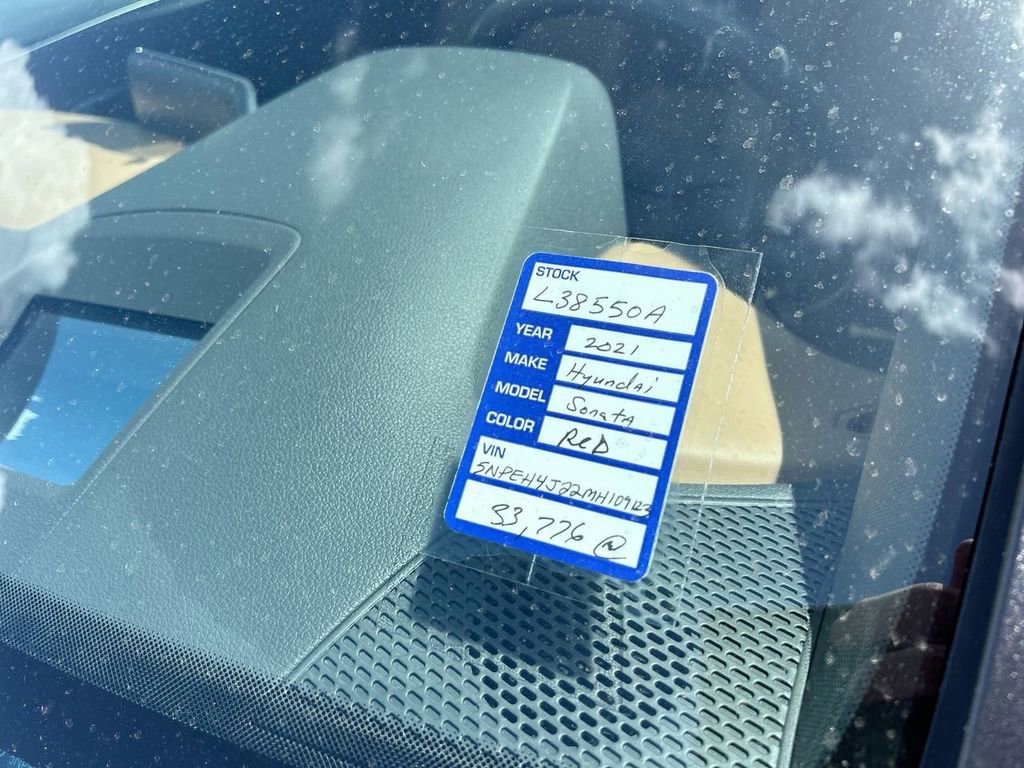 STOCK
L38550A
YEAR 2021
MAKE Hyundai
MODEL SonatA
COLOR ReD
VIN
5NPEH4J22MH109123
33,776